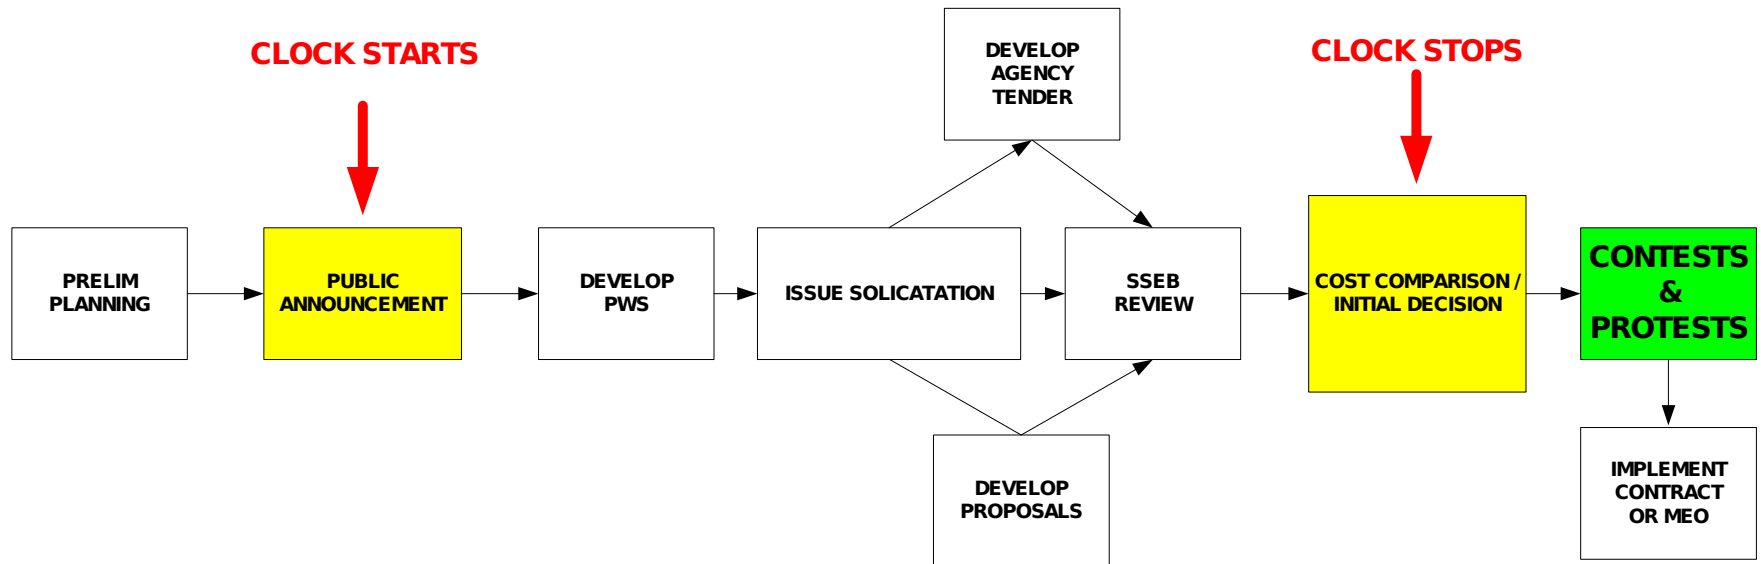 CLOCK STARTS
CLOCK STOPS
DEVELOP
AGENCY
TENDER
PRELIM
PLANNING
PUBLIC
ANNOUNCEMENT
DEVELOP
PWS
ISSUE SOLICATATION
SSEB
REVIEW
COST COMPARISON /
INITIAL DECISION
CONTESTS
&
PROTESTS
DEVELOP
PROPOSALS
IMPLEMENT
CONTRACT
OR MEO